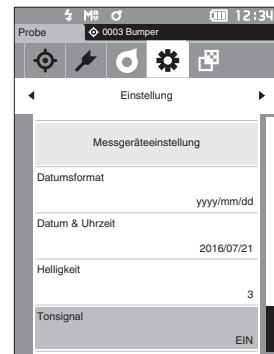 12:34
Probe
0003 Bumper
Einstellung
Messgeräteeinstellung
Datumsformat
yyyy/mm/dd
Datum & Uhrzeit
2016/07/21
Helligkeit
3
Tonsignal
EIN